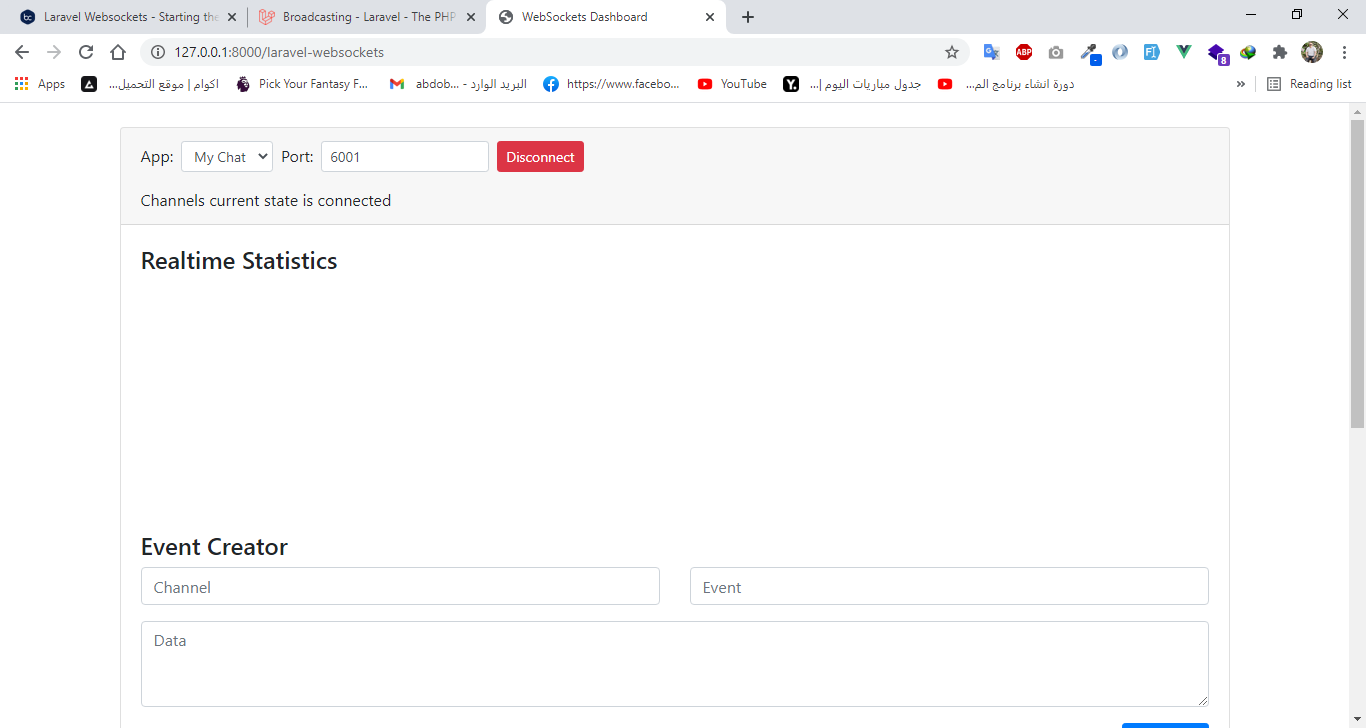 Laravel Websockets - Starting the
Broadcasting - Laravel - The PHP
WebSockets Dashboard
127.0.0.1:8000/laravel-websockets
ABP
8
Apps
اكوام | موقع التحميل...
Pick Your Fantasy F...
البريد الوارد - abdob...
https://www.facebo...
YouTube
جدول مباريات اليوم |...
دورة انشاء برنامج الم...
»
Reading list
App: My Chat Port: 6001 Disconnect
Channels current state is connected
Realtime Statistics
Event Creator
Channel
Event
Data